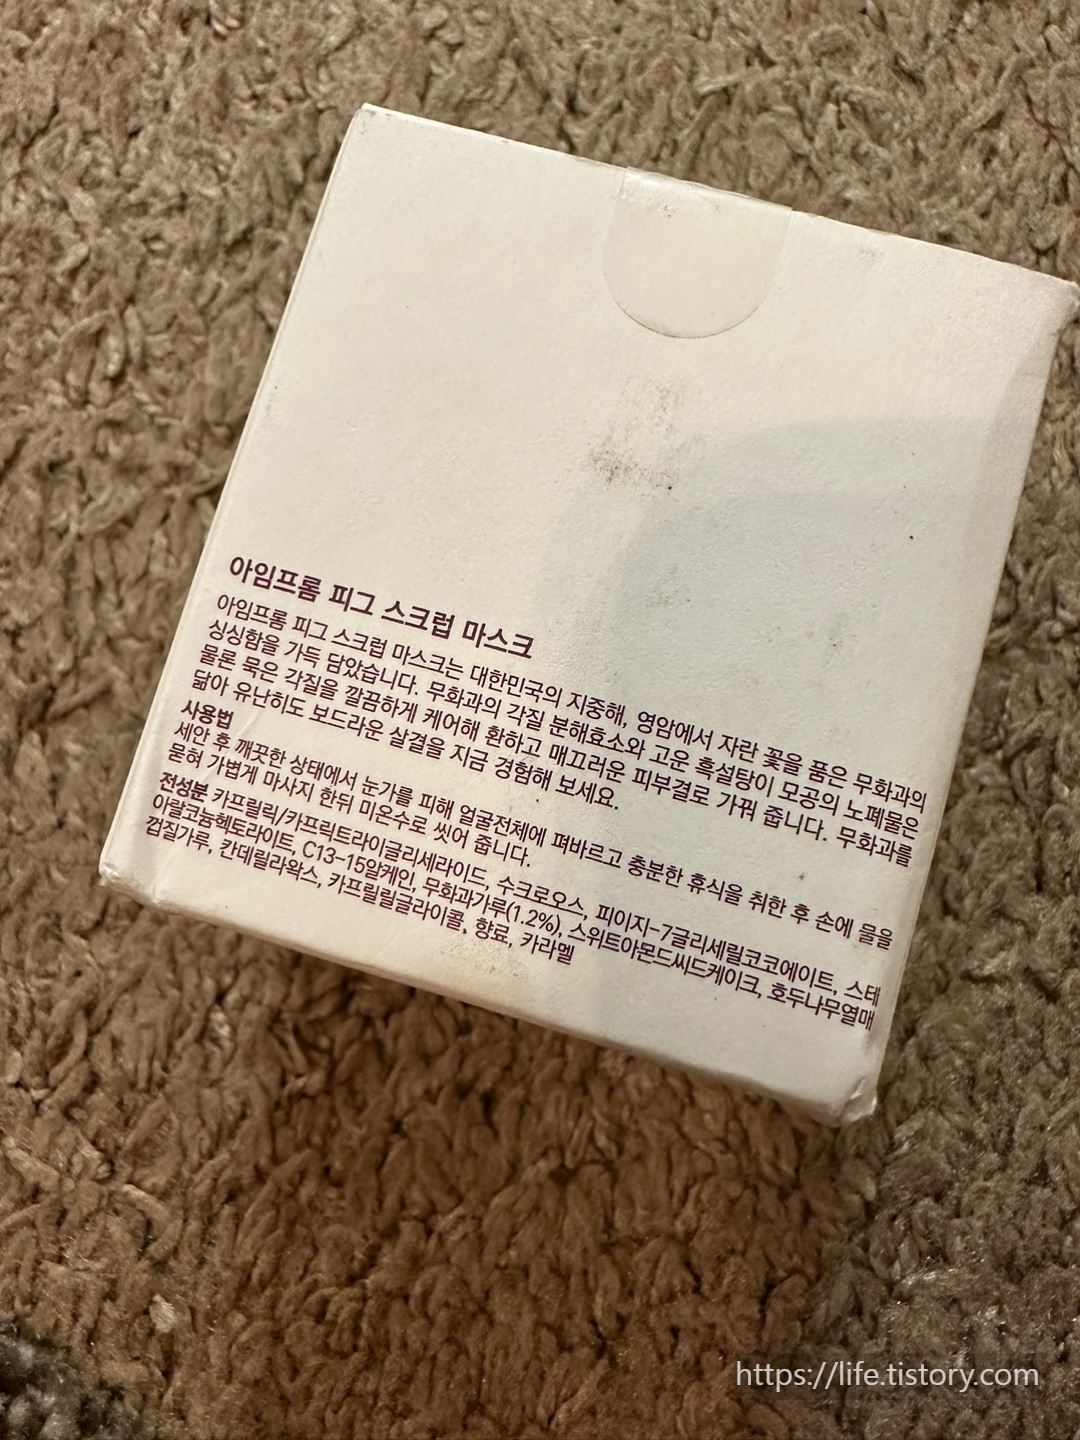 아임프롬 피그 스크럽 마스크
아임프롬 피그 스크럽 마스크는 대한민국의 지중해, 영암에서 자란 꽃을 품은 무화과의
싱싱함을 가득 담았습니다. 무화과의 각질 분해효소와 고운 흑설탕이 모공의 노폐물은
물론 묵은 각질을 깔끔하게 케어해 환하고 매끄러운 피부결로 가꿔 줍니다. 무화과를
닮아 유난히도 보드라운 살결을 지금 경험해 보세요.
사용법
세안 후 깨끗한 상태에서 눈가를 피해 얼굴전체에 펴바르고 충분한 휴식을 취한 후 손에 물을
묻혀 가볍게 마사지 한뒤 미온수로 씻어 줍니다.
전성분 카프릴릭/카프릭트라이글리세라이드, 수크로오스, 피이지-7글리세릴코코에이트, 스테
아랄코늄헥토라이트, C13-15알케인, 무화과가루(1.2%), 스위트아몬드씨드케이크, 호두나무열매
껍질가루, 칸데릴라왁스, 카프릴릴글라이콜, 향료, 카라멜
https://life.tistory.com